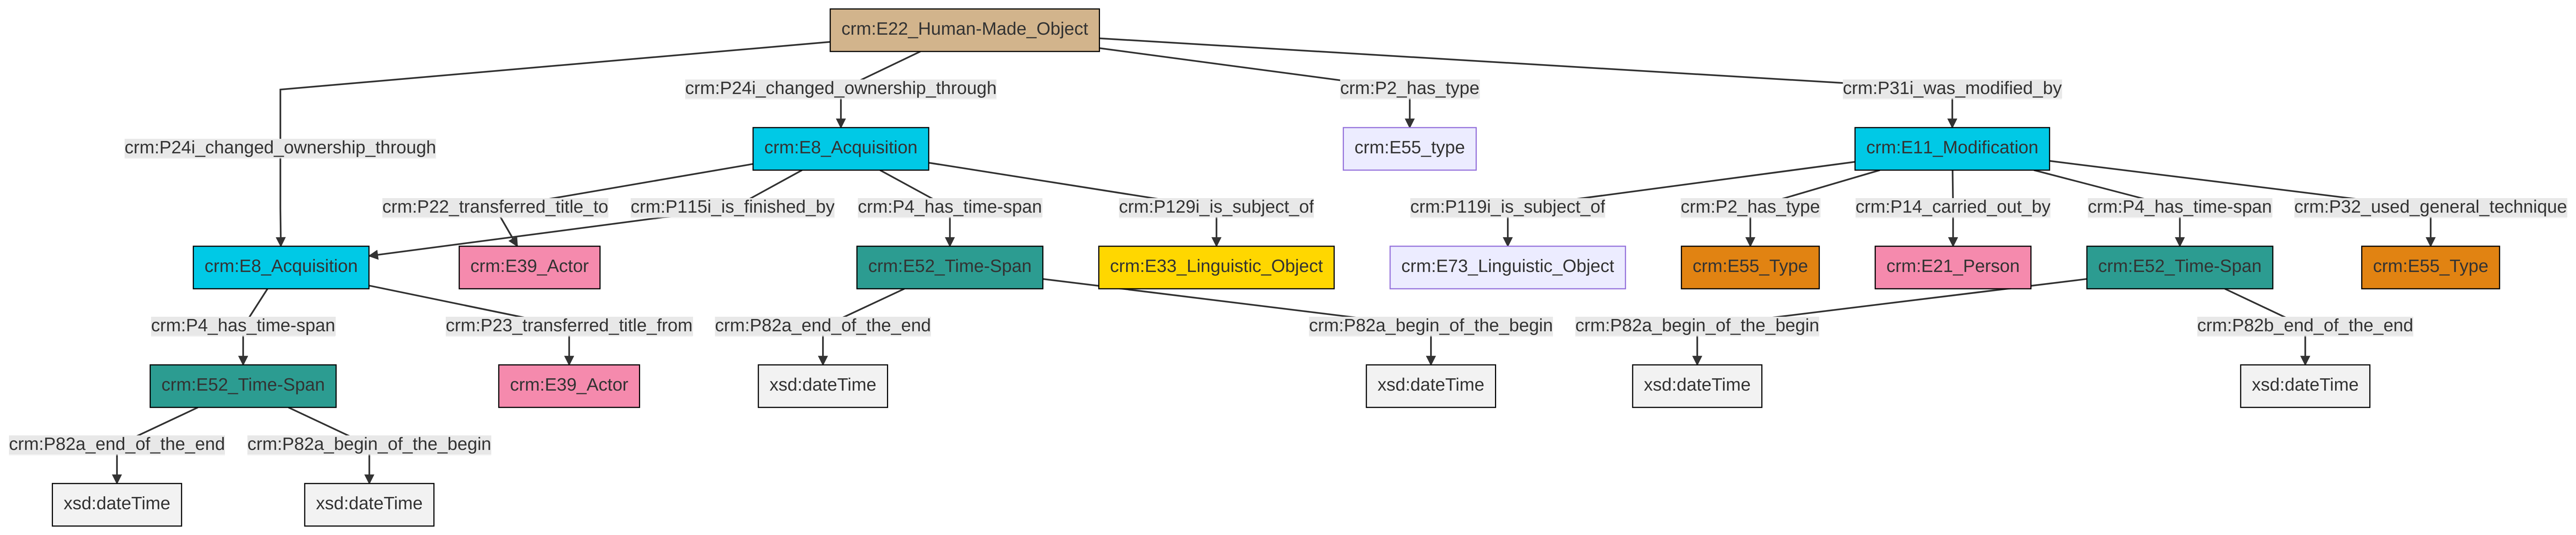 crm:E22_Human-Made_Object
crm:P24i_changed_ownership_through
crm:P2_has_type
crm:P31i_was_modified_by
crm:P24i_changed_ownership_through
crm:E8_Acquisition
crm:E55_type
crm:E11_Modification
crm:P22_transferred_title_to
crm:P115i_is_finished_by
crm:P4_has_time-span
crm:P129i_is_subject_of
crm:P119i_is_subject_of
crm:P2_has_type
crm:P14_carried_out_by
crm:P4_has_time-span
crm:P32_used_general_technique
crm:E8_Acquisition
crm:E39_Actor
crm:E52_Time-Span
crm:E33_Linguistic_Object
crm:E73_Linguistic_Object
crm:E55_Type
crm:E21_Person
crm:E52_Time-Span
crm:E55_Type
crm:P4_has_time-span
crm:P23_transferred_title_from
crm:P82a_end_of_the_end
crm:P82a_begin_of_the_begin
crm:P82a_begin_of_the_begin
crm:P82b_end_of_the_end
crm:E52_Time-Span
crm:E39_Actor
xsd:dateTime
xsd:dateTime
xsd:dateTime
xsd:dateTime
crm:P82a_end_of_the_end
crm:P82a_begin_of_the_begin
xsd:dateTime
xsd:dateTime